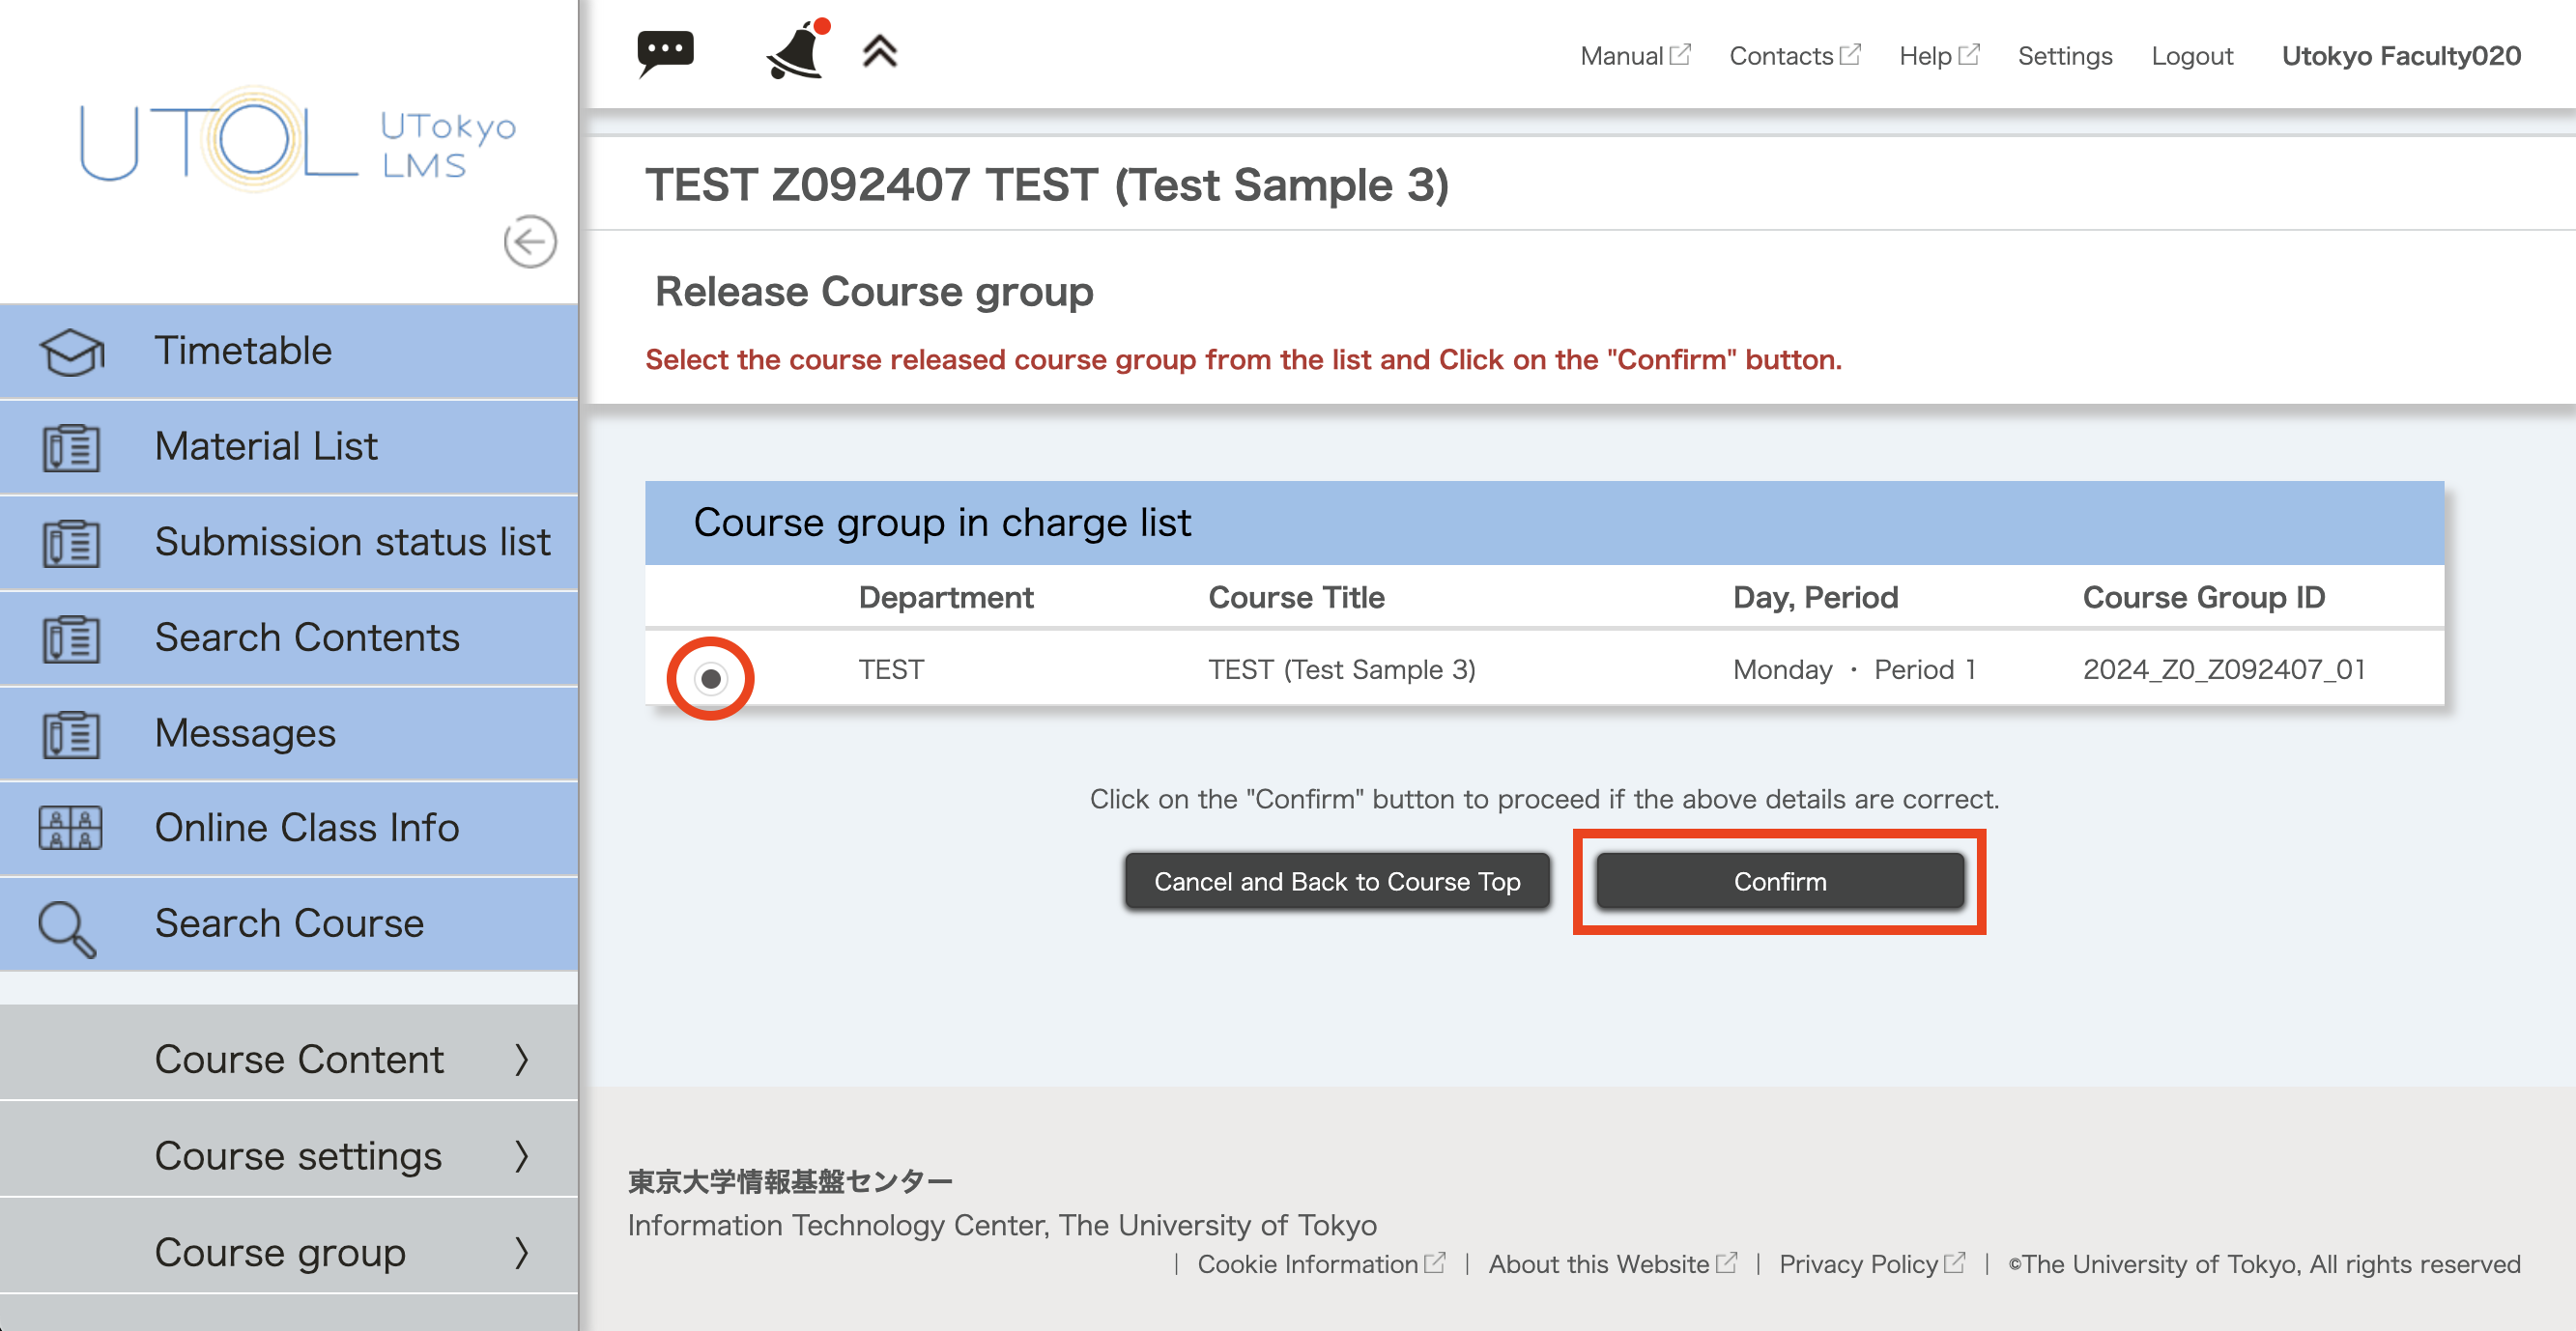 UTOL UTokyo
LMS
Manual Contacts Help Settings Logout Utokyo Faculty020
TEST Z092407 TEST (Test Sample 3)
Release Course group
Select the course released course group from the list and Click on the "Confirm" button.
Timetable
Material List
Submission status list
Search Contents
Messages
Online Class Info
Search Course
Course Content
Course settings
Course group
Course group in charge list
Department Course Title Day, Period Course Group ID
TEST TEST (Test Sample 3) Monday ・ Period 1 2024_Z0_Z092407_01
Click on the "Confirm" button to proceed if the above details are correct.
Cancel and Back to Course Top Confirm
東京大学情報基盤センター
Information Technology Center, The University of Tokyo
| Cookie Information | About this Website | Privacy Policy | ©The University of Tokyo, All rights reserved